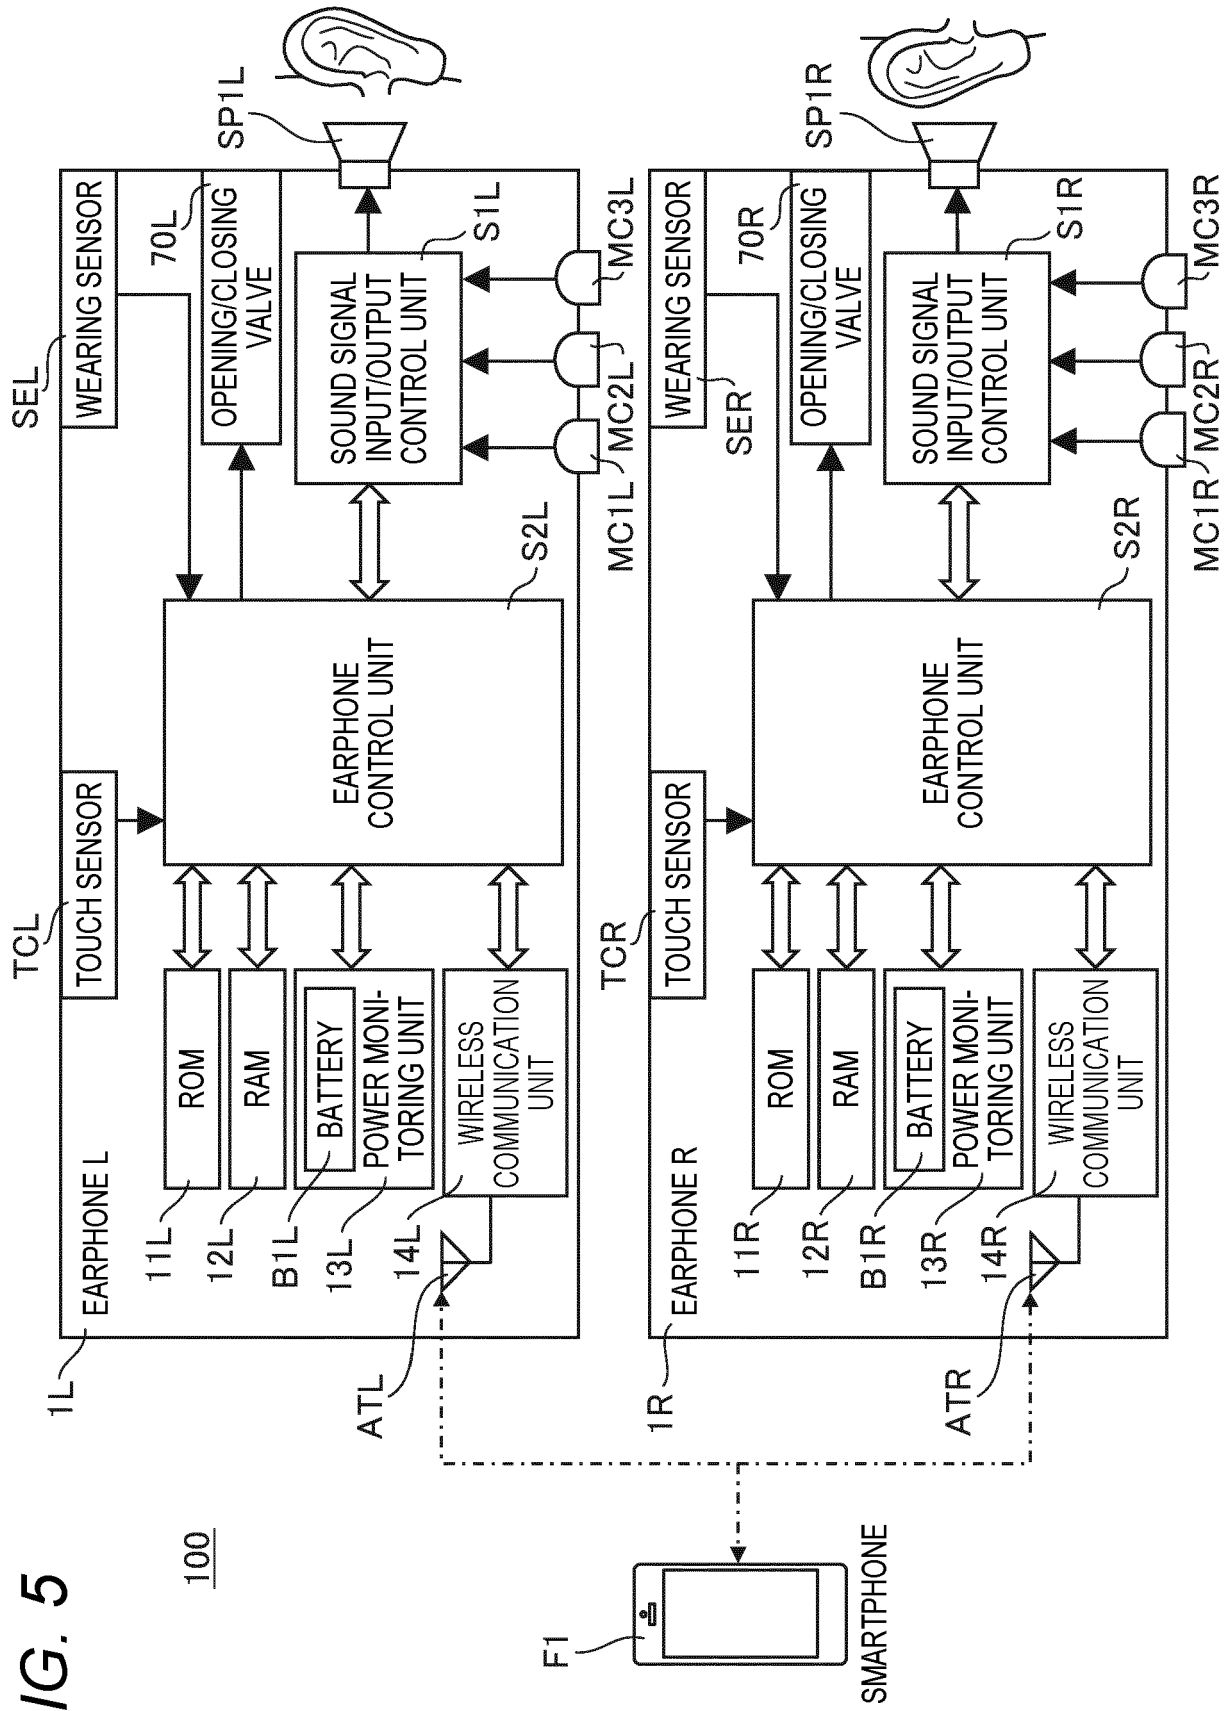 IG. 5
100
F1
SMARTPHONE
1L
EARPHONE L
TCL
TOUCH SENSOR
SEL
WEARING SENSOR
11L
ROM
12L
RAM
B1L
BATTERY
13L
POWER MONI-
TORING UNIT
14L
WIRELESS
COMMUNICATION
UNIT
ATL
EARPHONE
CONTROL UNIT
S2L
70L
OPENING/CLOSING
VALVE
SOUND SIGNAL
INPUT/OUTPUT
CONTROL UNIT
S1L
SP1L
MC1L
MC2L
MC3L
1R
EARPHONE R
TCR
TOUCH SENSOR
SER
WEARING SENSOR
11R
ROM
12R
RAM
B1R
BATTERY
13R
POWER MONI-
TORING UNIT
14R
WIRELESS
COMMUNICATION
UNIT
ATR
EARPHONE
CONTROL UNIT
S2R
70R
OPENING/CLOSING
VALVE
SOUND SIGNAL
INPUT/OUTPUT
CONTROL UNIT
S1R
SP1R
MC1R
MC2R
MC3R